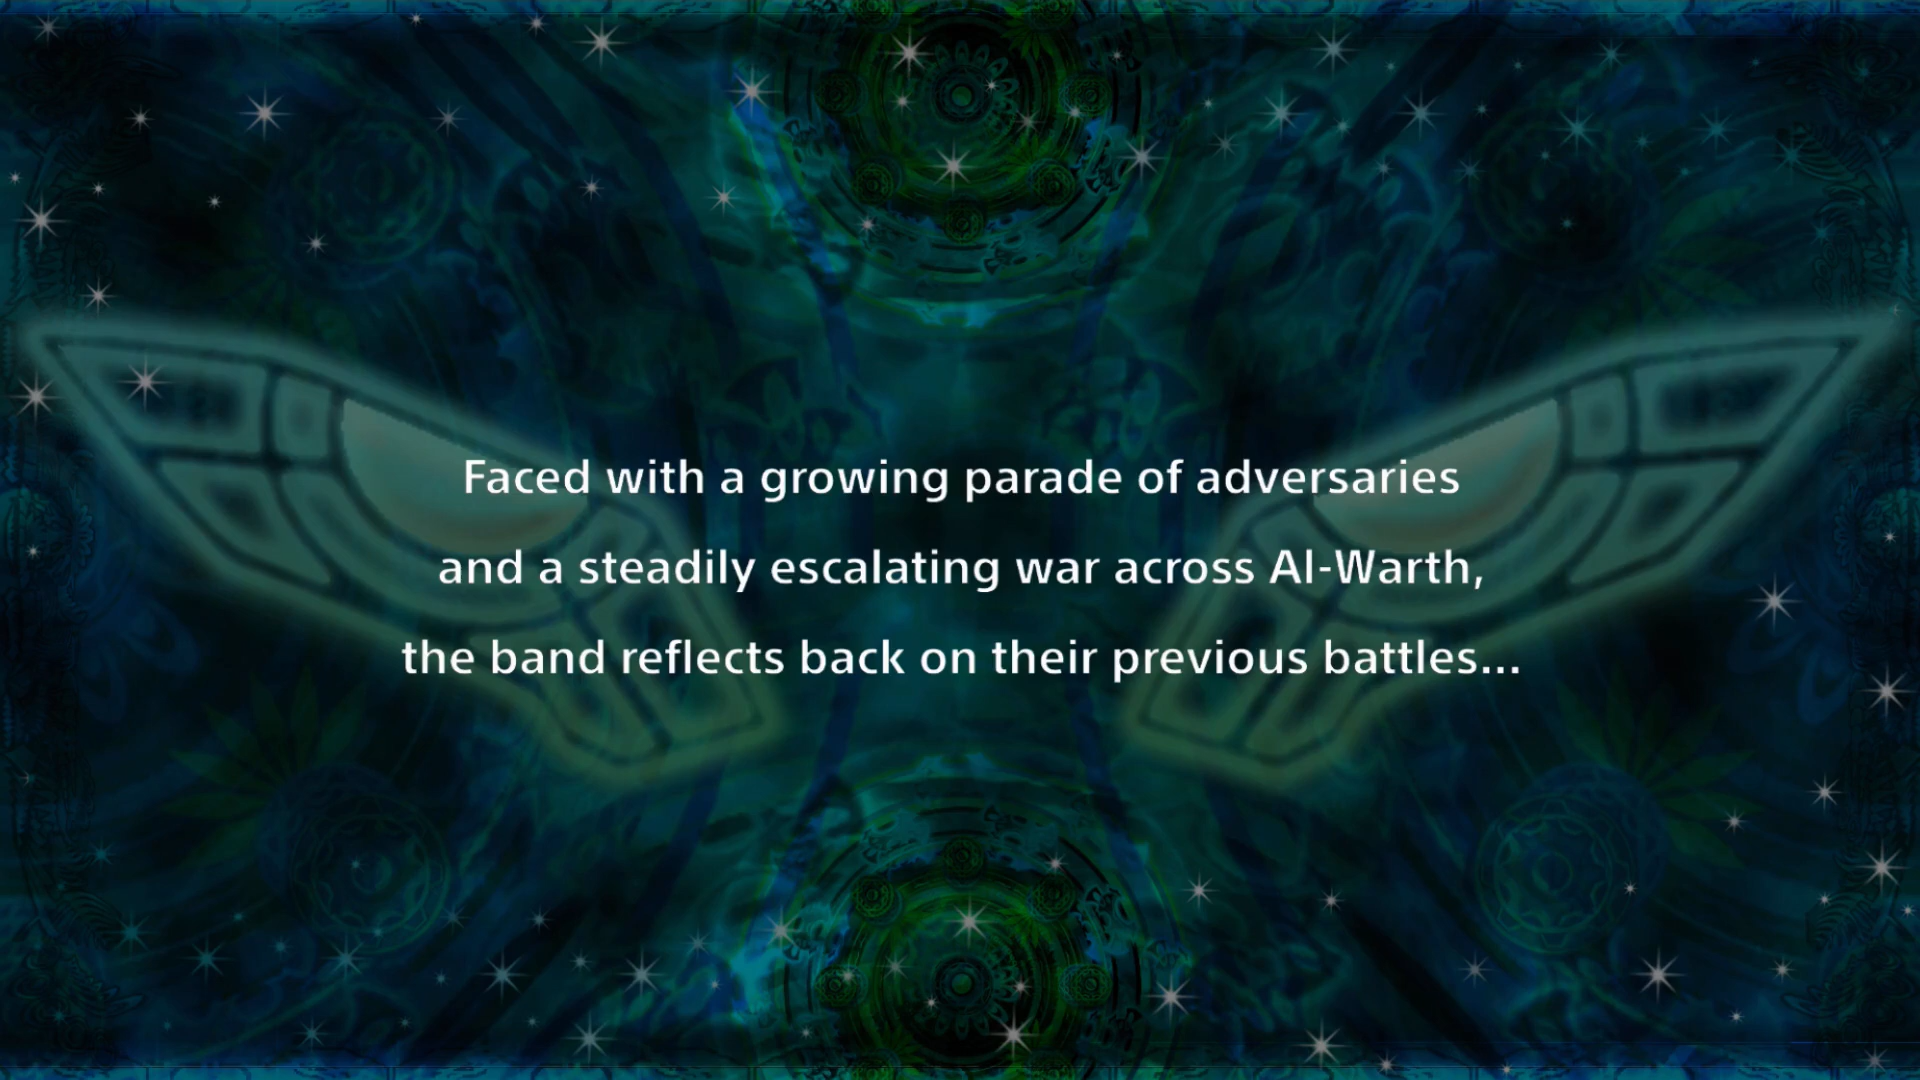 Faced with a growing parade of adversaries
and a steadily escalating war across Al-Warth,
the band reflects back on their previous battles...